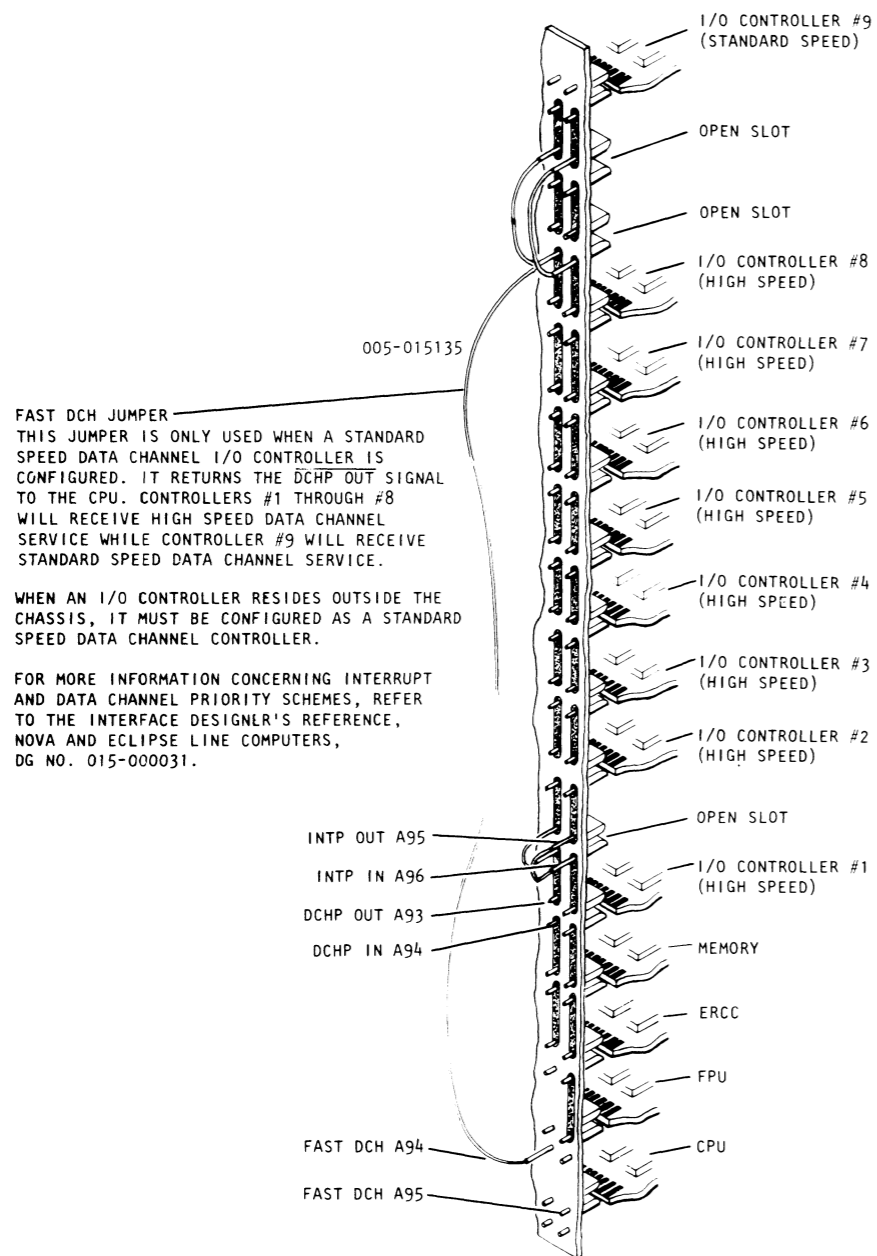 I/O CONTROLLER #9
(STANDARD SPEED)
OPEN SLOT
OPEN SLOT
I/O CONTROLLER #8
(HIGH SPEED)
005-015135
I/O CONTROLLER #7
(HIGH SPEED)
FAST DCH JUMPER
THIS JUMPER IS ONLY USED WHEN A STANDARD
SPEED DATA CHANNEL I/O CONTROLLER IS
CONFIGURED. IT RETURNS THE DCHP OUT SIGNAL
TO THE CPU. CONTROLLERS #1 THROUGH #8
WILL RECEIVE HIGH SPEED DATA CHANNEL
SERVICE WHILE CONTROLLER #9 WILL RECEIVE
STANDARD SPEED DATA CHANNEL SERVICE.
WHEN AN I/O CONTROLLER RESIDES OUTSIDE THE
CHASSIS, IT MUST BE CONFIGURED AS A STANDARD
SPEED DATA CHANNEL CONTROLLER.
FOR MORE INFORMATION CONCERNING INTERRUPT
AND DATA CHANNEL PRIORITY SCHEMES, REFER
TO THE INTERFACE DESIGNER'S REFERENCE,
NOVA AND ECLIPSE LINE COMPUTERS,
DG NO. 015-000031.
I/O CONTROLLER #6
(HIGH SPEED)
I/O CONTROLLER #5
(HIGH SPEED)
I/O CONTROLLER #4
(HIGH SPEED)
I/O CONTROLLER #3
(HIGH SPEED)
I/O CONTROLLER #2
(HIGH SPEED)
OPEN SLOT
INTP OUT A95
I/O CONTROLLER #1
(HIGH SPEED)
INTP IN A96
DCHP OUT A93
DCHP IN A94
MEMORY
ERCC
FPU
CPU
FAST DCH A94
FAST DCH A95